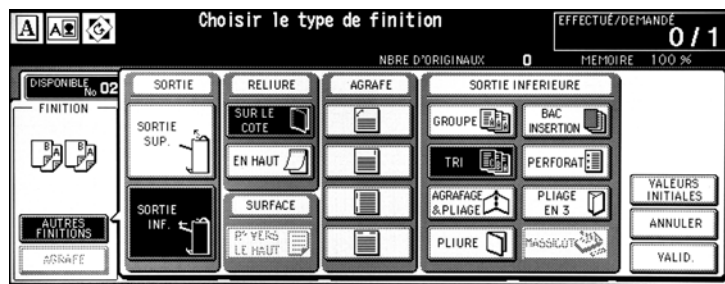 A A
Choisir le type de finition
EFFECTUÉ/DEMANDÉ
0 / 1
NBRE D'ORIGINAUX 0 MEMOIRE 100 %
DISPONIBLE
No 02
FINITION
B A B A
AUTRES
FINITIONS
AGRAFE
SORTIE
SORTIE
SUP.
SORTIE
INF.
RELIURE
SUR LE
COTE
EN HAUT
SURFACE
VERS
LE HAUT
AGRAFE
SORTIE INFERIEURE
GROUPE
BAC
INSERTION
TRI
PERFORAT
AGRAFAGE
&PLIAGE
PLIAGE
EN 3
PLIURE
MASSICOT
VALEURS
INITIALES
ANNULER
VALID.